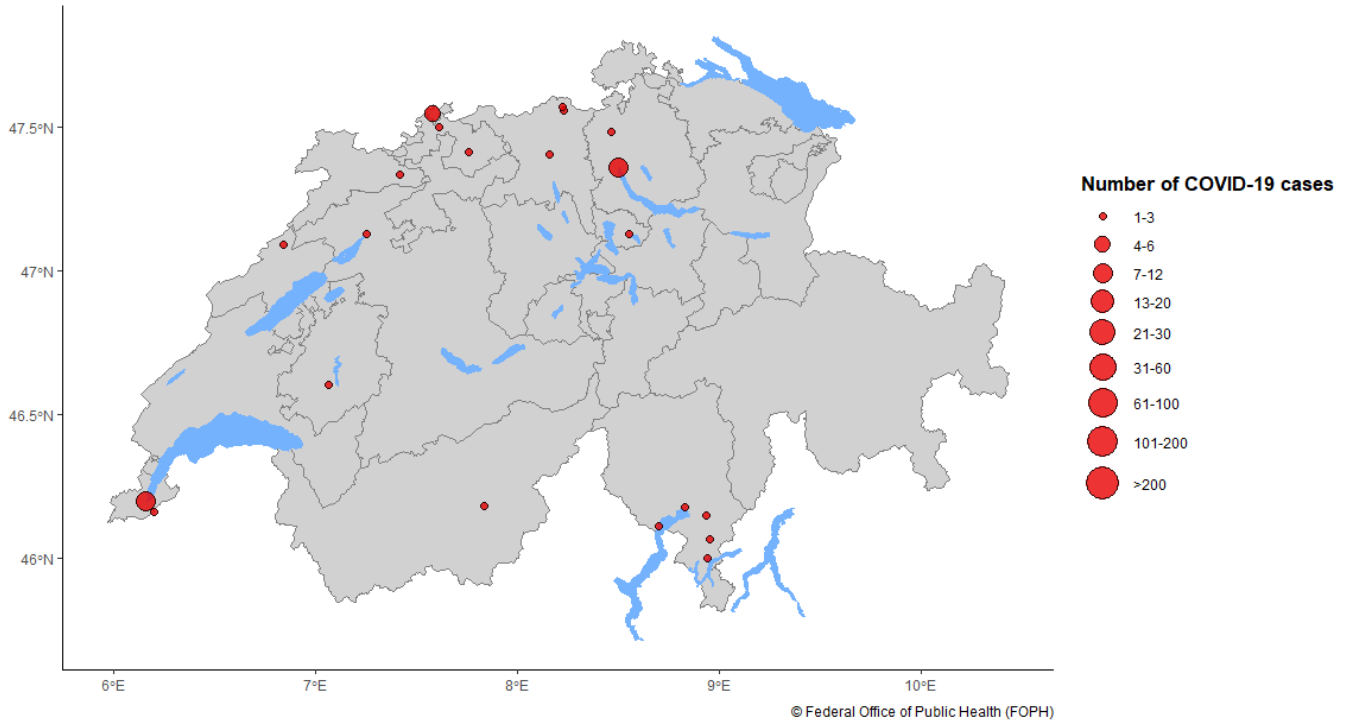 47.5°N
47°N
46.5°N
46°N
6°E 7°E 8°E 9°E 10°E
Number of COVID-19 cases
1-3
4-6
7-12
13-20
21-30
31-60
61-100
101-200
>200
© Federal Office of Public Health (FOPH)